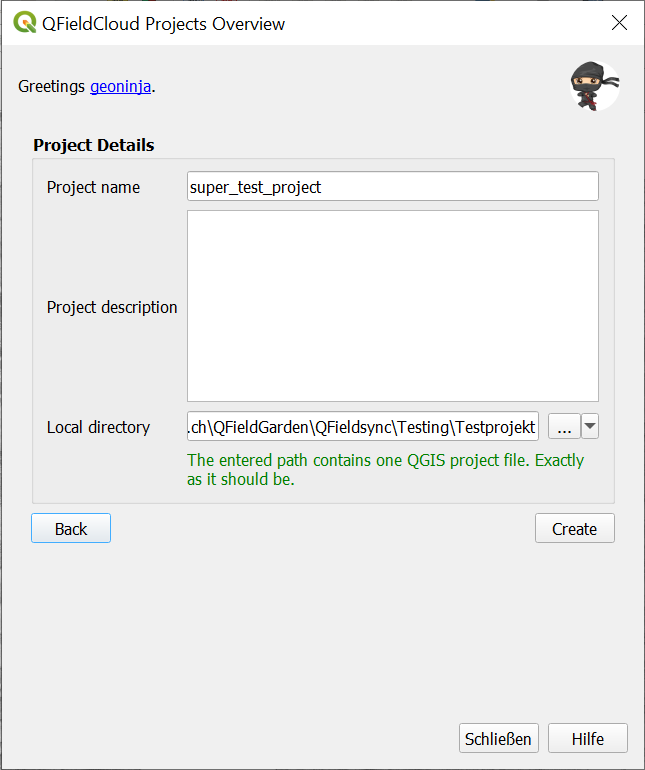 QFieldCloud Projects Overview
Greetings geoninja.
Project Details
Project name
super_test_project
Project description
Local directory
.ch\QFieldGarden\QFieldsync\Testing\Testprojekt
...
The entered path contains one QGIS project file. Exactly
as it should be.
Back
Create
Schließen
Hilfe